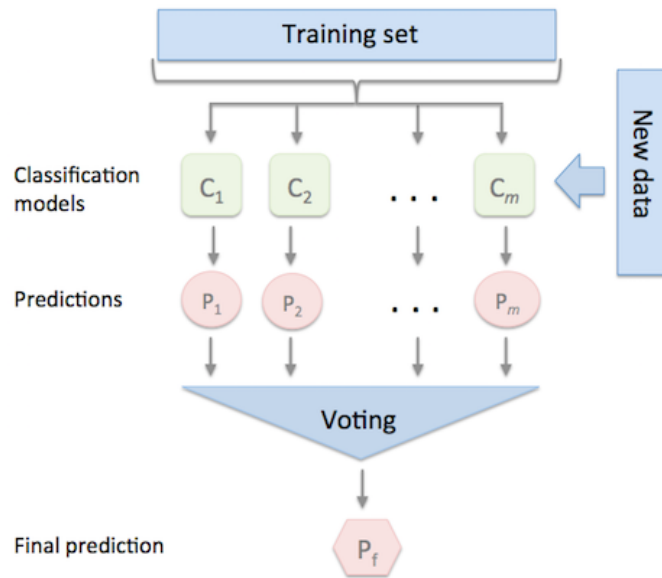 Training set
New data
Classification
models
C1 C2 . . . Cm
Predictions
P1 P2 . . . Pm
Voting
Final prediction
Pf